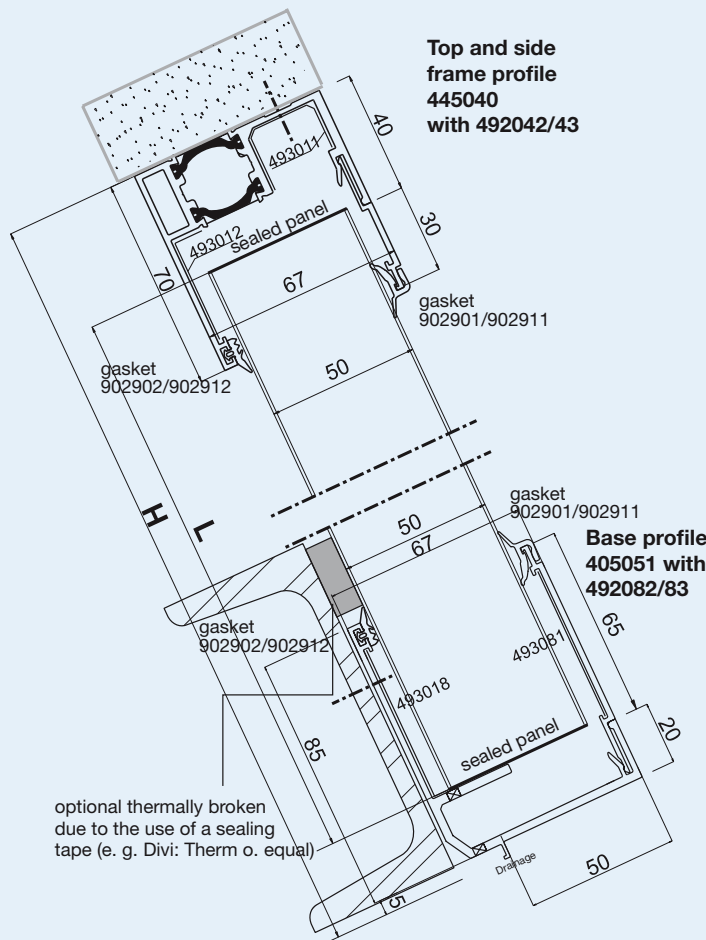 Top and side
frame profile
445040
with 492042/43
40
493011
30
sealed panel
493012
70
67
gasket
902901/902911
50
gasket
902902/902912
H
L
gasket
902901/902911
50
67
Base profile
405051 with
492082/83
65
gasket
902902/902912
493081
493018
20
85
sealed panel
optional thermally broken
due to the use of a sealing
tape (e. g. Divi: Therm o. equal)
Drainage
50
5